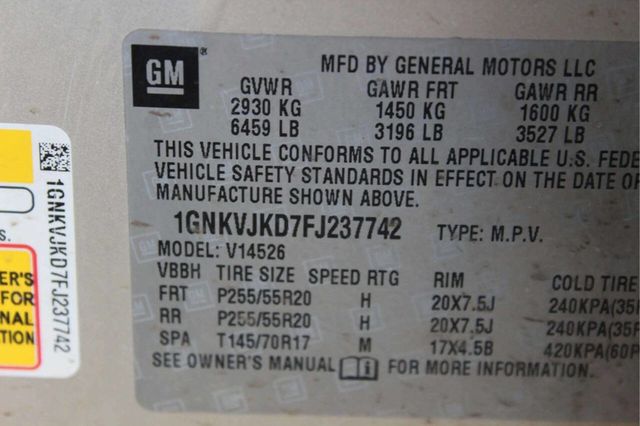 GM
MFD BY GENERAL MOTORS LLC
GVWR GAWR FRT GAWR RR
2930 KG 1450 KG 1600 KG
6459 LB 3196 LB 3527 LB
THIS VEHICLE CONFORMS TO ALL APPLICABLE U.S. FEDE
VEHICLE SAFETY STANDARDS IN EFFECT ON THE DATE OF
MANUFACTURE SHOWN ABOVE.
1GNKVJKD7FJ237742 TYPE: M.P.V.
MODEL: V14526
VBBH TIRE SIZE SPEED RTG RIM COLD TIRE
FRT P255/55R20 H 20X7.5J 240KPA(35
RR P255/55R20 H 20X7.5J 240KPA(35
SPA T145/70R17 M 17X4.5B 420KPA(60P
SEE OWNER'S MANUAL FOR MORE INFORMATION.
1GNKVJKD7FJ237742
S.
ER'S
FOR
NAL
TION